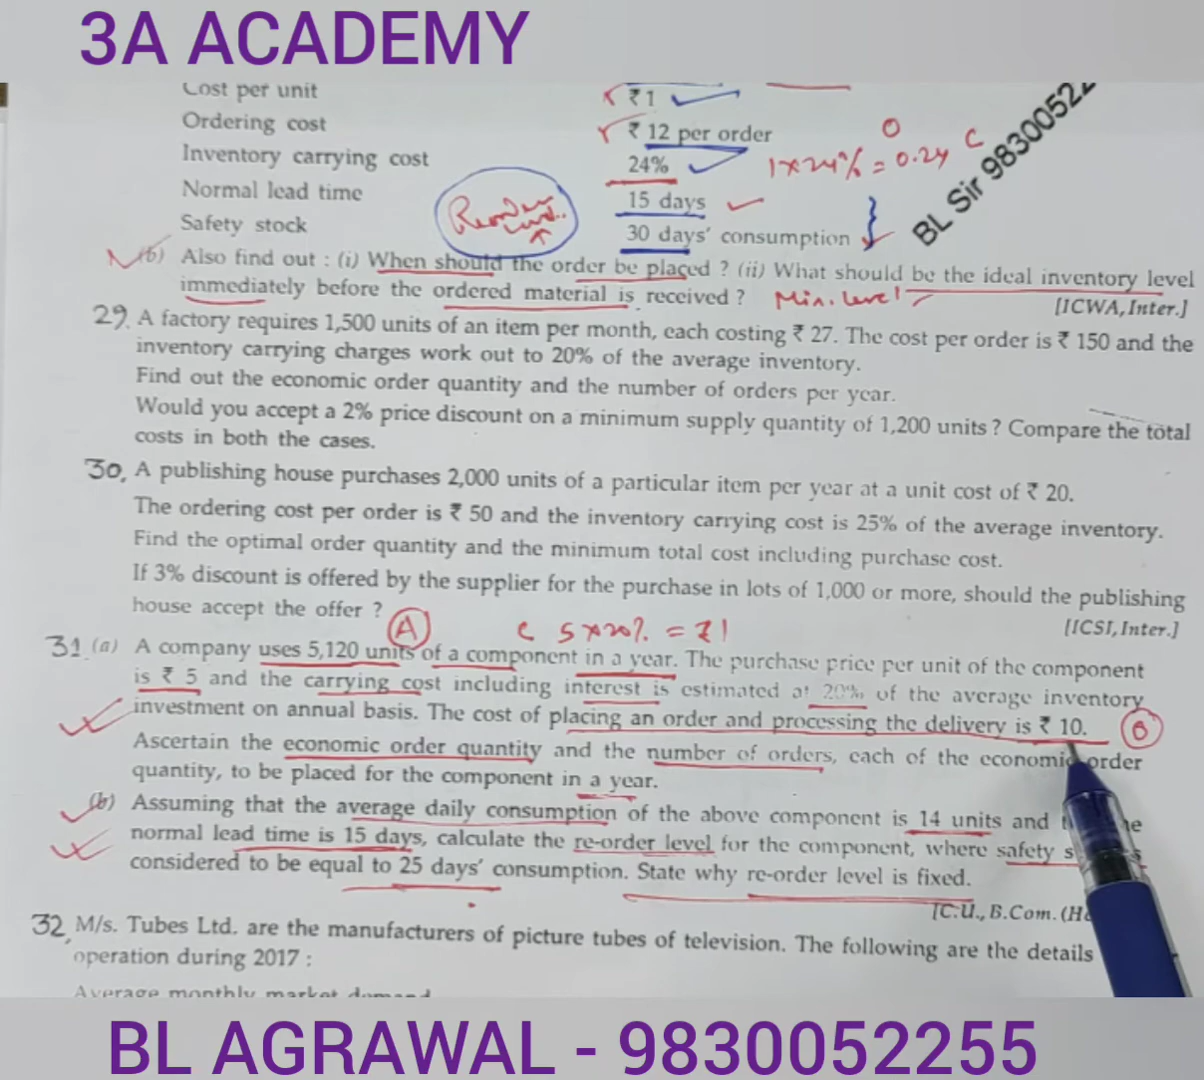 3A ACADEMY
Cost per unit ₹1
Ordering cost ₹ 12 per order O
Inventory carrying cost 24% 1×24% = 0.24 C
Normal lead time 15 days
Safety stock 30 days' consumption
BL Sir 98300522
(b) Also find out : (i) When should the order be placed ? (ii) What should be the ideal inventory level
immediately before the ordered material is received ? Min. level
[ICWA, Inter.]
29. A factory requires 1,500 units of an item per month, each costing ₹ 27. The cost per order is ₹ 150 and the
inventory carrying charges work out to 20% of the average inventory.
Find out the economic order quantity and the number of orders per year.
Would you accept a 2% price discount on a minimum supply quantity of 1,200 units ? Compare the total
costs in both the cases.
30. A publishing house purchases 2,000 units of a particular item per year at a unit cost of ₹ 20.
The ordering cost per order is ₹ 50 and the inventory carrying cost is 25% of the average inventory.
Find the optimal order quantity and the minimum total cost including purchase cost.
If 3% discount is offered by the supplier for the purchase in lots of 1,000 or more, should the publishing
house accept the offer ?
[ICSI, Inter.]
A C 5×20% = ₹1
31. (a) A company uses 5,120 units of a component in a year. The purchase price per unit of the component
is ₹ 5 and the carrying cost including interest is estimated at 20% of the average inventory
investment on annual basis. The cost of placing an order and processing the delivery is ₹ 10.
Ascertain the economic order quantity and the number of orders, each of the economic order
quantity, to be placed for the component in a year.
(b) Assuming that the average daily consumption of the above component is 14 units and
normal lead time is 15 days, calculate the re-order level for the component, where safety
considered to be equal to 25 days' consumption. State why re-order level is fixed.
[C.U., B.Com. (H
32. M/s. Tubes Ltd. are the manufacturers of picture tubes of television. The following are the details
operation during 2017 :
Average monthly market demand
BL AGRAWAL - 9830052255